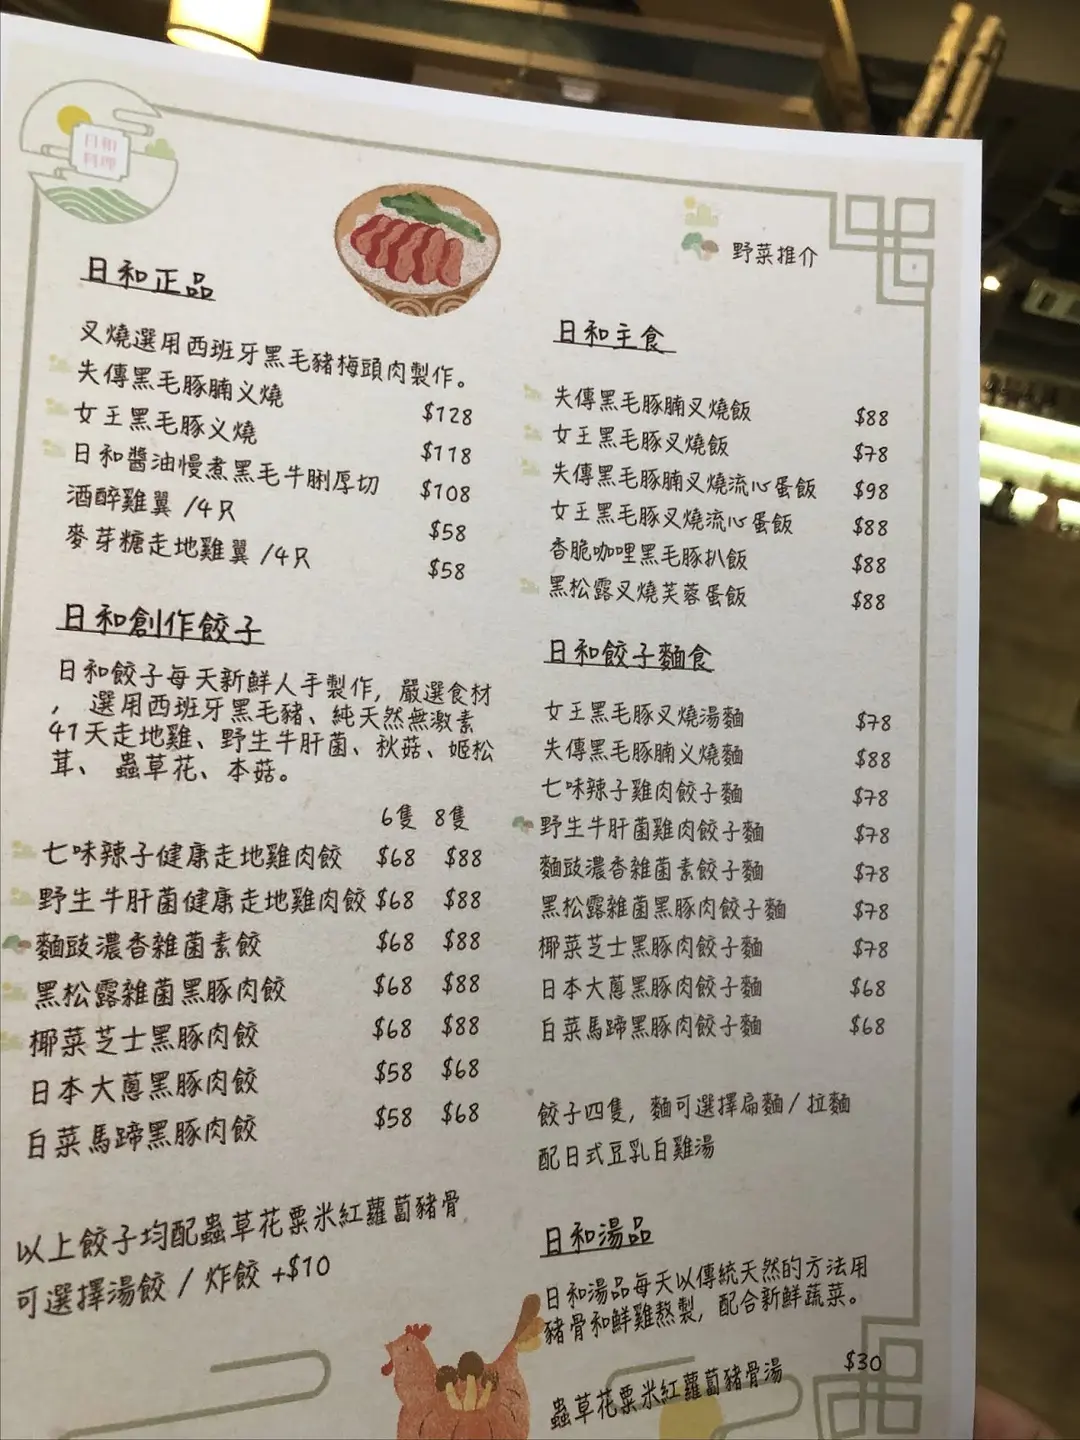 日和
料理
野菜推介
日和正品
叉燒選用西班牙黑毛豬梅頭肉製作。
失傳黑毛豚腩义燒 $128
女王黑毛豚义燒 $118
日和醬油慢煮黑毛牛脷厚切 $108
酒醉雞翼 /4只 $58
麥芽糖走地雞翼 /4只 $58
日和創作餃子
日和餃子每天新鮮人手製作，嚴選食材
，選用西班牙黑毛豬、純天然無激素
41天走地雞、野生牛肝菌、秋菇、姬松
茸、 蟲草花、本菇。
6隻 8隻
七味辣子健康走地雞肉餃 $68 $88
野生牛肝菌健康走地雞肉餃 $68 $88
麵豉濃香雜菌素餃 $68 $88
黑松露雜菌黑豚肉餃 $68 $88
椰菜芝士黑豚肉餃 $68 $88
日本大蔥黑豚肉餃 $58 $68
白菜馬蹄黑豚肉餃 $58 $68
以上餃子均配蟲草花粟米紅蘿蔔豬骨
可選擇湯餃 / 炸餃 +$10
日和主食
失傳黑毛豚腩叉燒飯 $88
女王黑毛豚叉燒飯 $78
失傳黑毛豚腩叉燒流心蛋飯 $98
女王黑毛豚叉燒流心蛋飯 $88
香脆咖哩黑毛豚扒飯 $88
黑松露叉燒芙蓉蛋飯 $88
日和餃子麵食
女王黑毛豚叉燒湯麵 $78
失傳黑毛豚腩义燒麵 $88
七味辣子雞肉餃子麵 $78
野生牛肝菌雞肉餃子麵 $78
麵豉濃香雜菌素餃子麵 $78
黑松露雜菌黑豚肉餃子麵 $78
椰菜芝士黑豚肉餃子麵 $78
日本大蔥黑豚肉餃子麵 $68
白菜馬蹄黑豚肉餃子麵 $68
餃子四隻，麵可選擇扁麵 / 拉麵
配日式豆乳白雞湯
日和湯品
日和湯品每天以傳統天然的方法用
豬骨和鮮雞熬製，配合新鮮蔬菜。
蟲草花粟米紅蘿蔔豬骨湯 $30